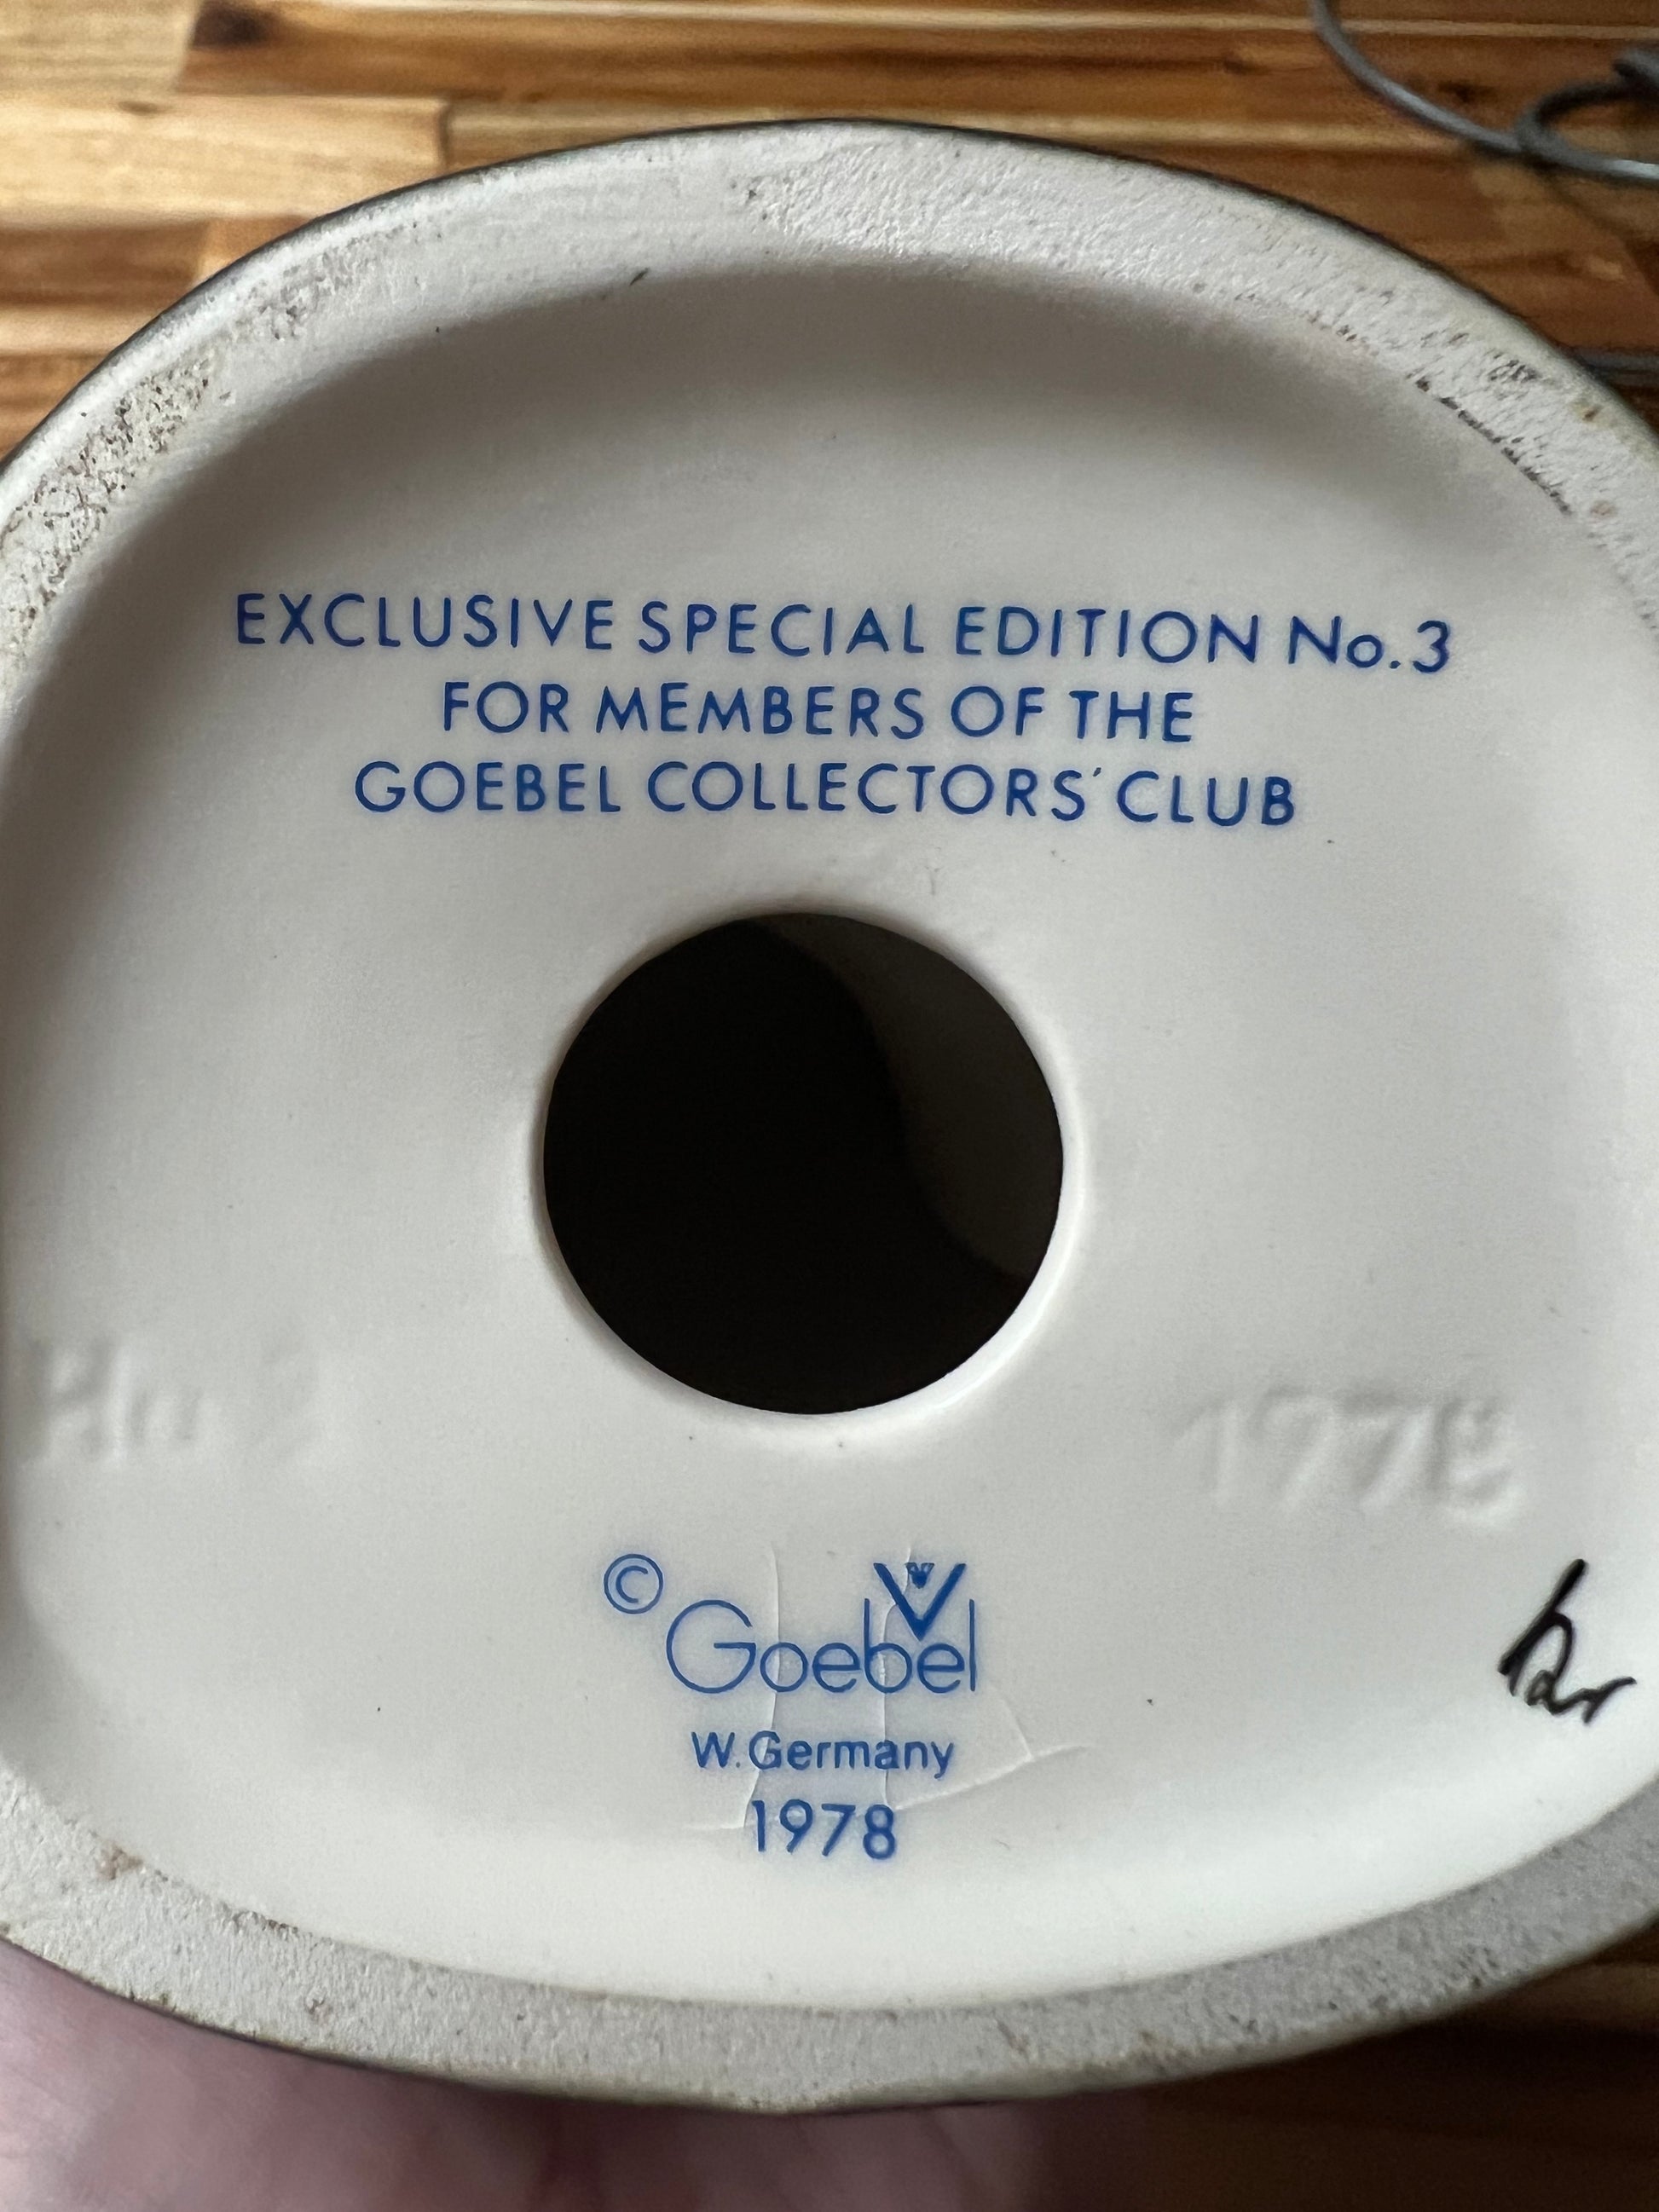 EXCLUSIVE SPECIAL EDITION No.3
FOR MEMBERS OF THE
GOEBEL COLLECTORS' CLUB
1978
© Goebel
W. Germany
1978